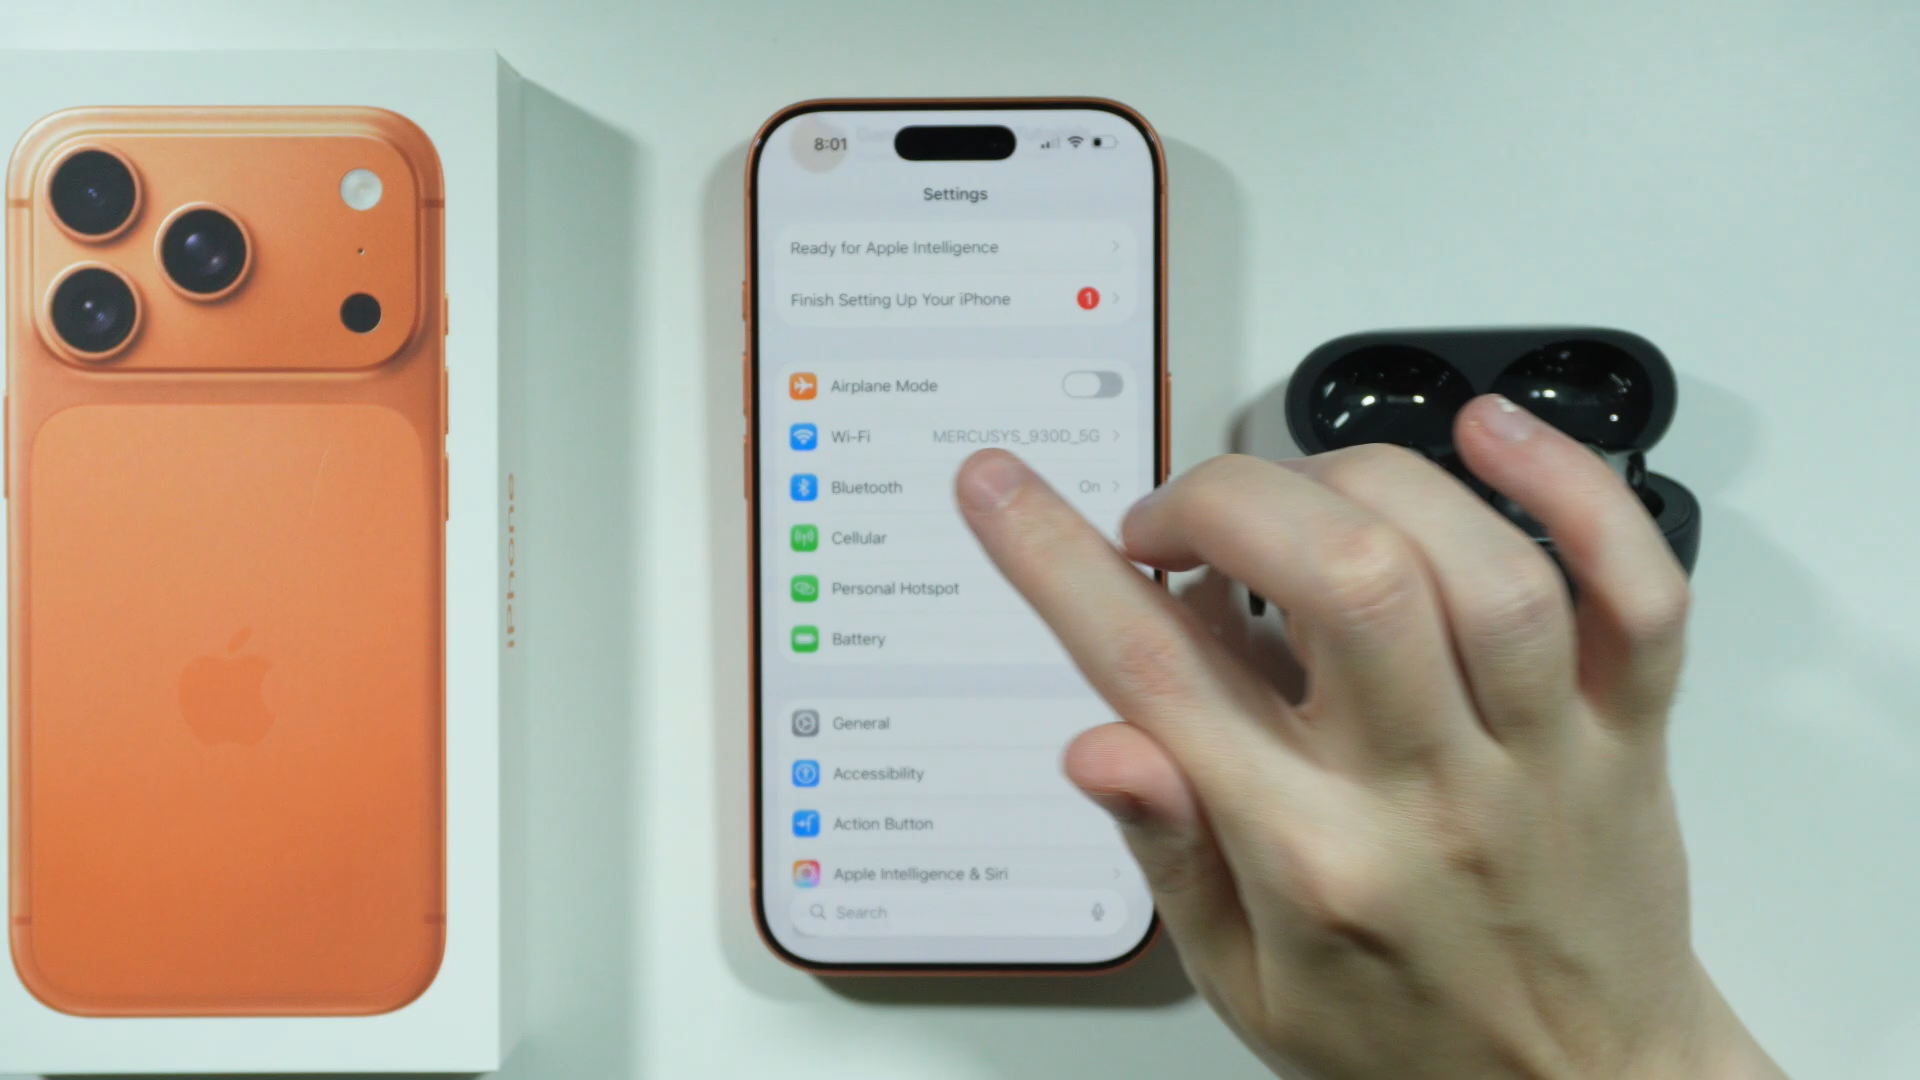 iPhone
8:01
Settings
Ready for Apple Intelligence
Finish Setting Up Your iPhone 1
Airplane Mode
Wi-Fi MERCUSYS_930D_5G
Bluetooth On
Cellular
Personal Hotspot
Battery
General
Accessibility
Action Button
Apple Intelligence & Siri
Search